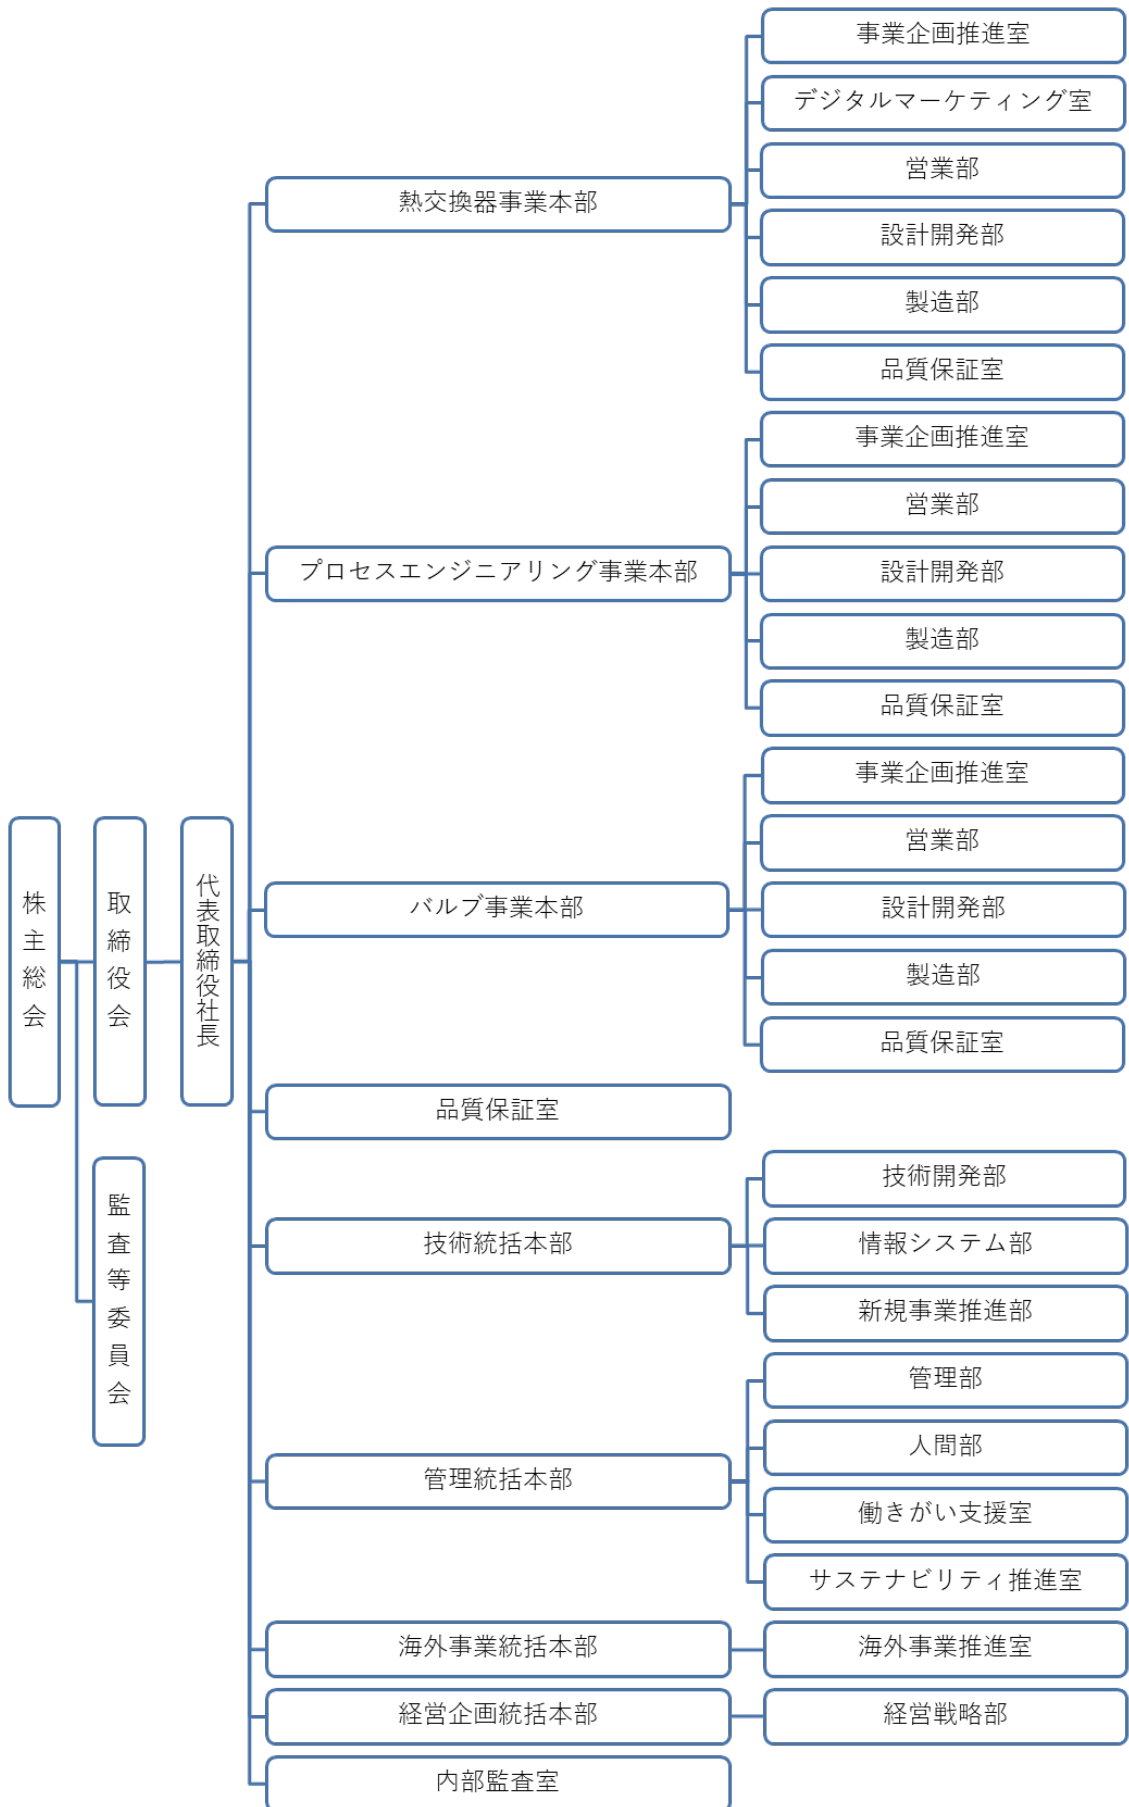 株主総会
取締役会
監査等委員会
代表取締役社長
熱交換器事業本部
事業企画推進室
デジタルマーケティング室
営業部
設計開発部
製造部
品質保証室
プロセスエンジニアリング事業本部
事業企画推進室
営業部
設計開発部
製造部
品質保証室
バルブ事業本部
事業企画推進室
営業部
設計開発部
製造部
品質保証室
品質保証室
技術統括本部
技術開発部
情報システム部
新規事業推進部
管理統括本部
管理部
人間部
働きがい支援室
サステナビリティ推進室
海外事業統括本部
海外事業推進室
経営企画統括本部
経営戦略部
内部監査室